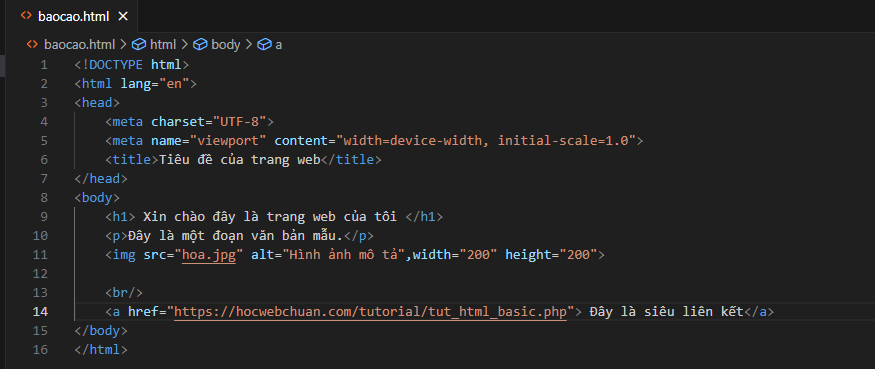 baocao.html
baocao.html > html > body > a
1 <!DOCTYPE html>
2 <html lang="en">
3 <head>
4 <meta charset="UTF-8">
5 <meta name="viewport" content="width=device-width, initial-scale=1.0">
6 <title>Tiêu đề của trang web</title>
7 </head>
8 <body>
9 <h1> Xin chào đây là trang web của tôi </h1>
10 <p>Đây là một đoạn văn bản mẫu.</p>
11 <img src="hoa.jpg" alt="Hình ảnh mô tả",width="200" height="200">
12
13 <br/>
14 <a href="https://hocwebchuan.com/tutorial/tut_html_basic.php"> Đây là siêu liên kết</a>
15 </body>
16 </html>